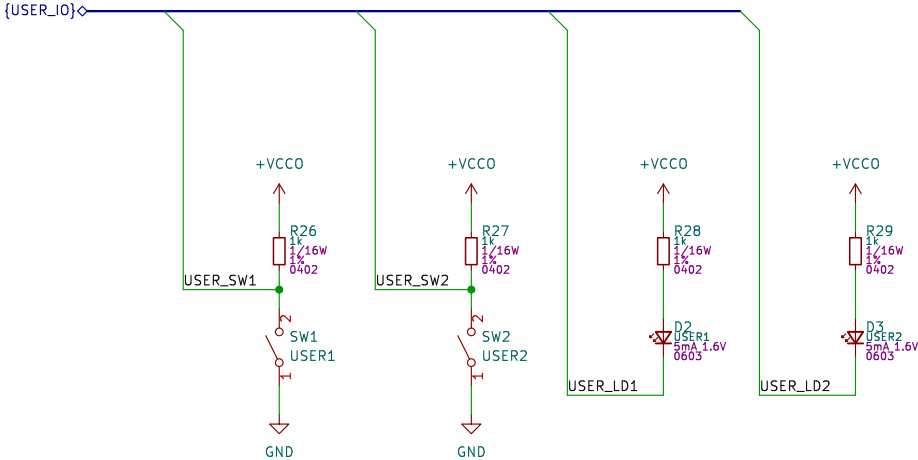 {USER_IO}
+VCCO
+VCCO
+VCCO
+VCCO
R26
1k
1/16W
1%
0402
R27
1k
1/16W
1%
0402
R28
1k
1/16W
1%
0402
R29
1k
1/16W
1%
0402
USER_SW1
USER_SW2
2
SW1
USER1
1
2
SW2
USER2
1
D2
USER1
5mA 1.6V
0603
D3
USER2
5mA 1.6V
0603
USER_LD1
USER_LD2
GND
GND